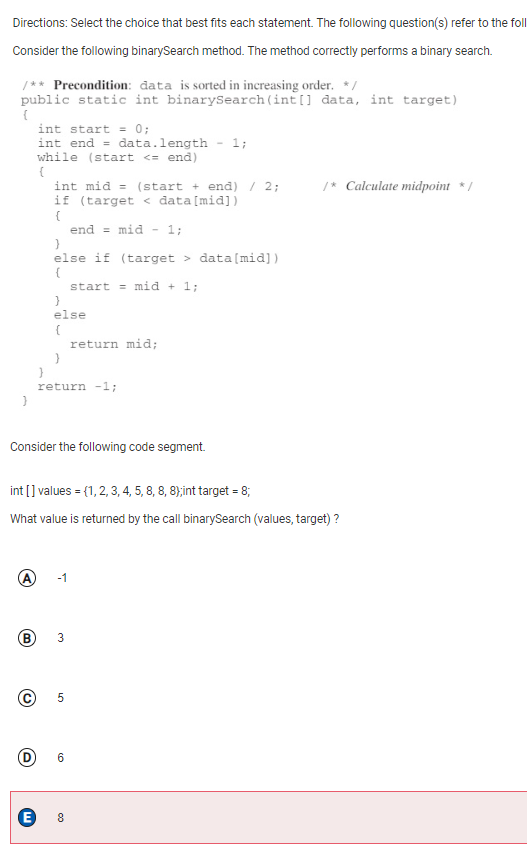 Directions: Select the choice that best fits each statement. The following question(s) refer to the foll
Consider the following binarySearch method. The method correctly performs a binary search.
/** Precondition: data is sorted in increasing order. */
public static int binarySearch(int[] data, int target)
{
int start = 0;
int end = data.length - 1;
while (start <= end)
{
int mid = (start + end) / 2; /* Calculate midpoint */
if (target < data[mid])
{
end = mid - 1;
}
else if (target > data[mid])
{
start = mid + 1;
}
else
{
return mid;
}
}
return -1;
}
Consider the following code segment.
int [] values = {1, 2, 3, 4, 5, 8, 8, 8};int target = 8;
What value is returned by the call binarySearch (values, target) ?
A -1
B 3
C 5
D 6
E 8